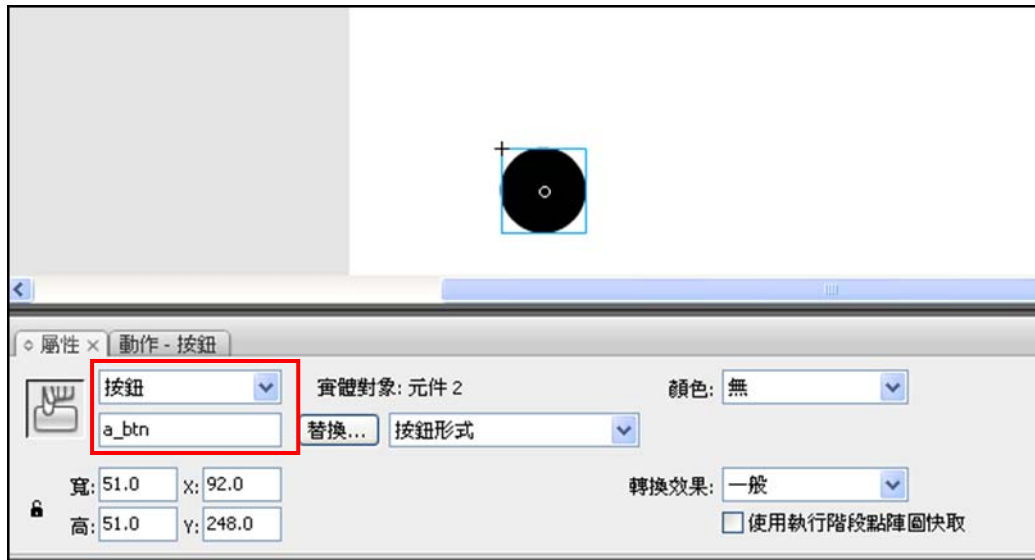 屬性 動作 - 按鈕
按鈕 實體對象: 元件 2 顏色: 無
a_btn 替換... 按鈕形式
寬: 51.0 X: 92.0 轉換效果: 一般
高: 51.0 Y: 248.0 使用執行階段點陣圖快取